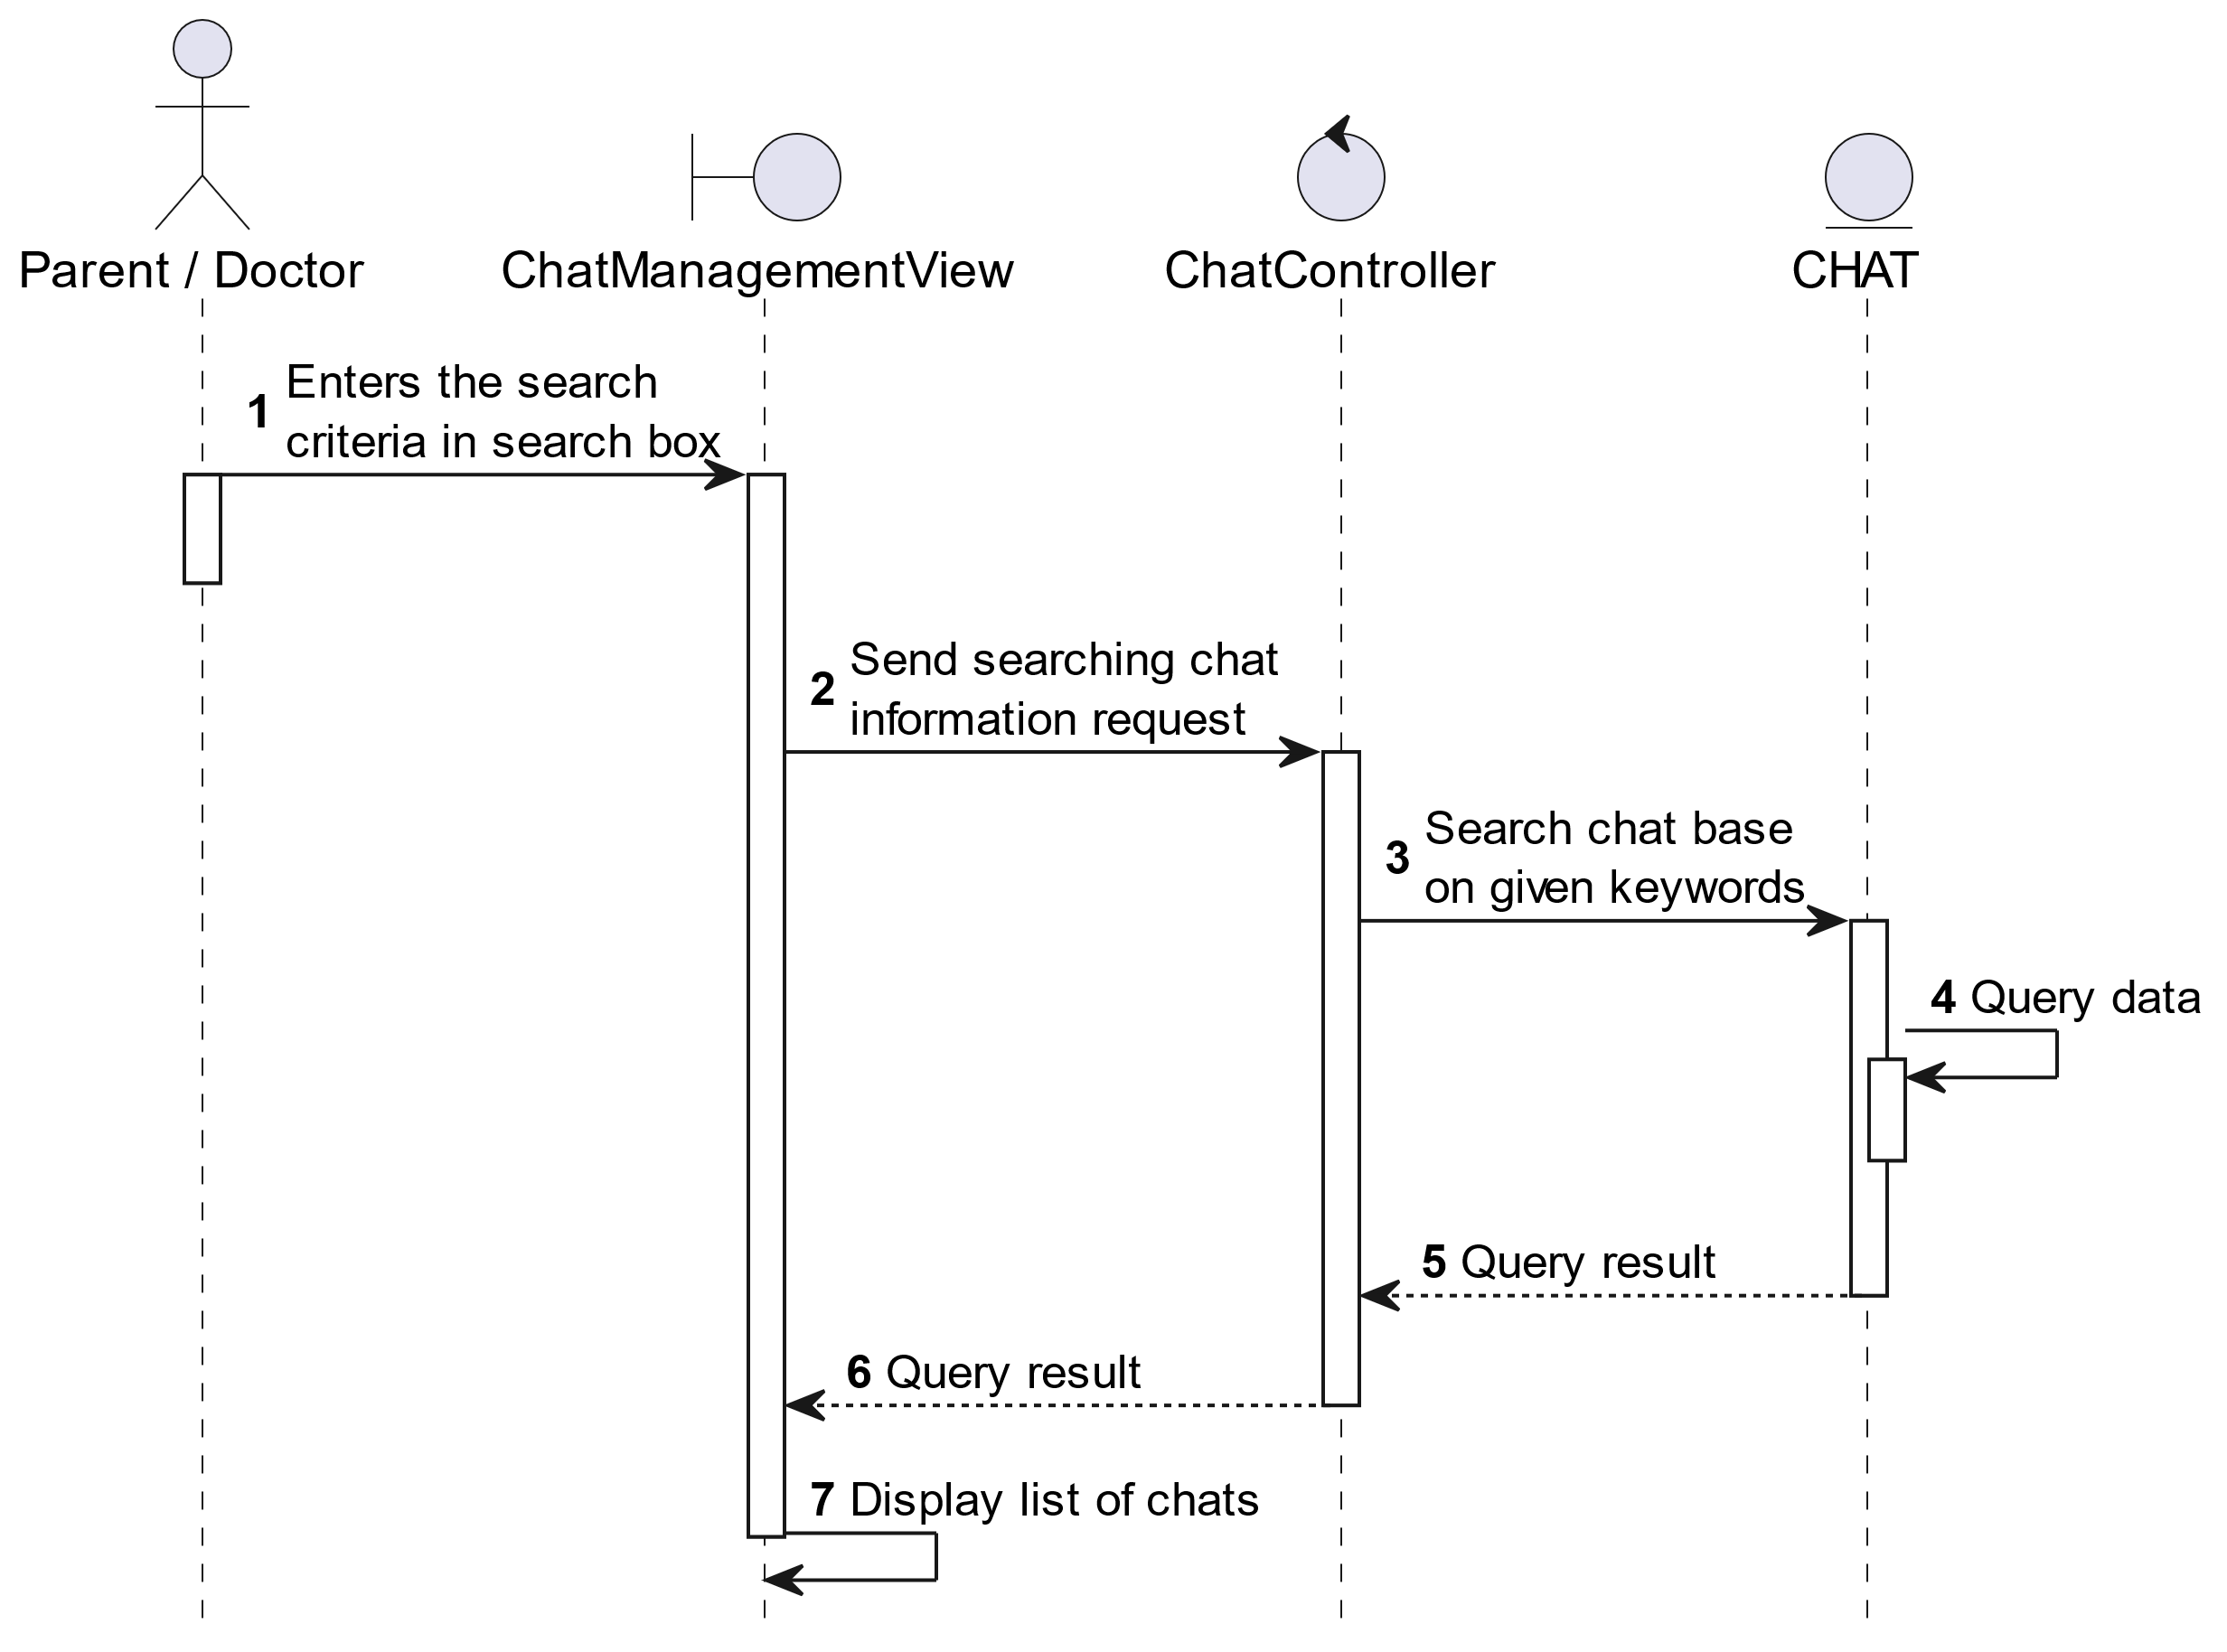 Parent / Doctor
ChatManagementView
ChatController
CHAT
1 Enters the search
criteria in search box
2 Send searching chat
information request
3 Search chat base
on given keywords
4 Query data
5 Query result
6 Query result
7 Display list of chats